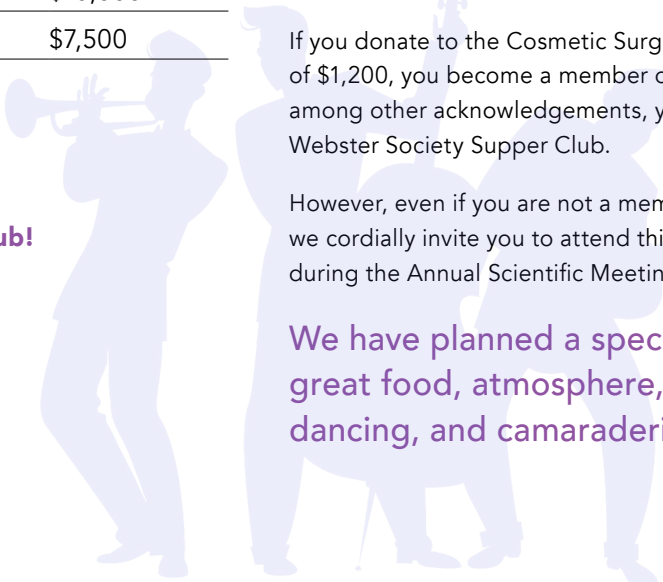 $7,500
ub!
If you donate to the Cosmetic Surg
of $1,200, you become a member o
among other acknowledgements, y
Webster Society Supper Club.
However, even if you are not a mem
we cordially invite you to attend thi
during the Annual Scientific Meetin
We have planned a spec
great food, atmosphere,
dancing, and camaraderi